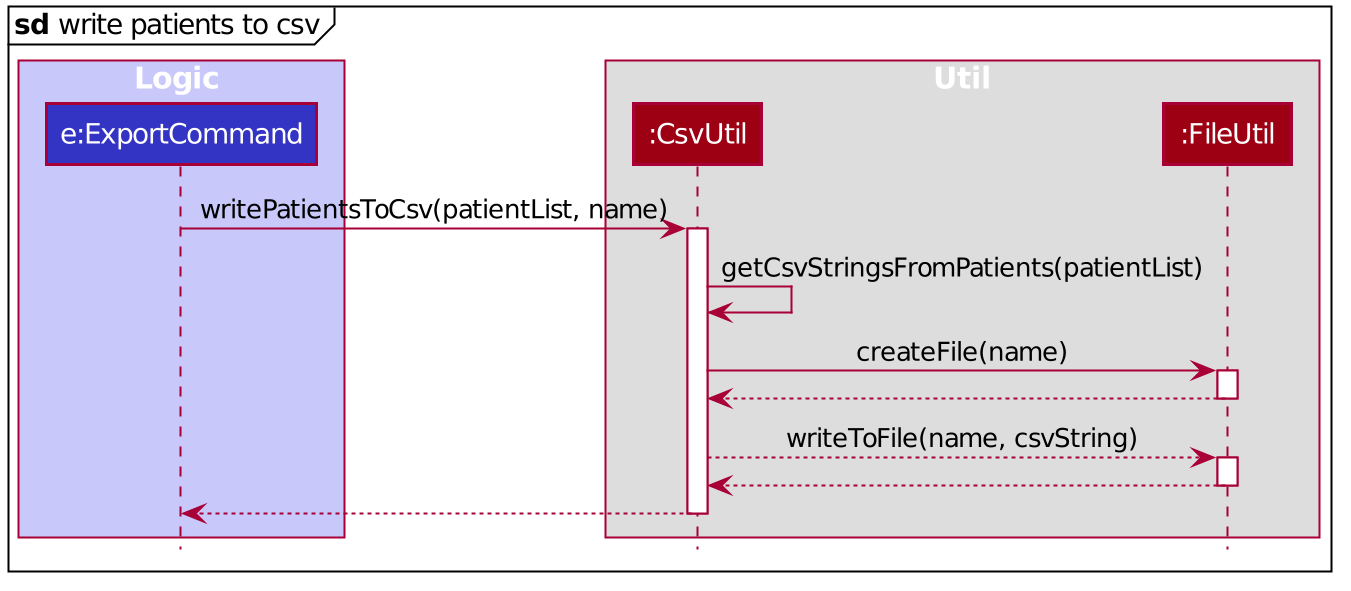 sd write patients to csv
Logic
Util
e:ExportCommand
:CsvUtil
:FileUtil
writePatientsToCsv(patientList, name)
getCsvStringsFromPatients(patientList)
createFile(name)
writeToFile(name, csvString)